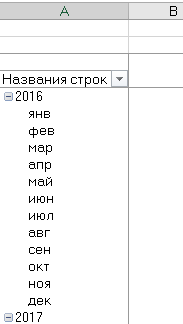 A B
Названия строк
2016
янв
фев
мар
апр
май
июн
июл
авг
сен
окт
ноя
дек
2017